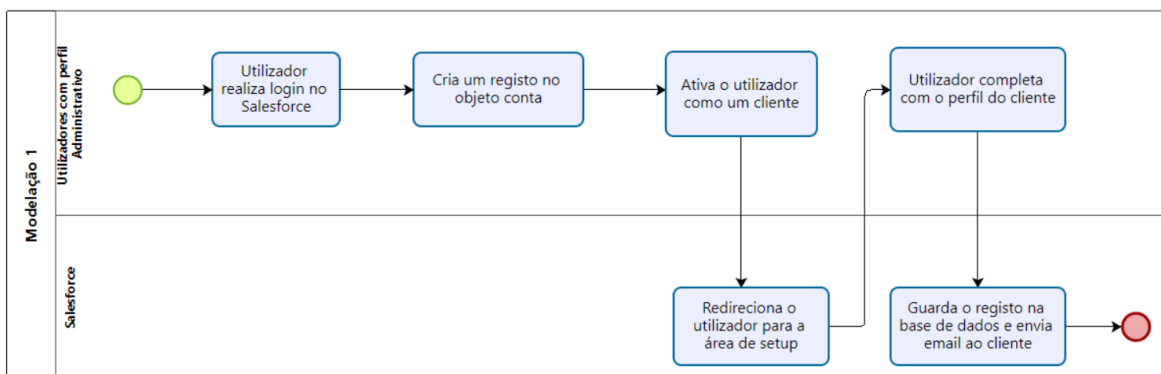 Modelação 1
Utilizadores com perfil
Administrativo
Utilizador
realiza login no
Salesforce
Cria um registo no
objeto conta
Ativa o utilizador
como um cliente
Utilizador completa
com o perfil do cliente
Salesforce
Redireciona o
utilizador para a
área de setup
Guarda o registo na
base de dados e envia
email ao cliente